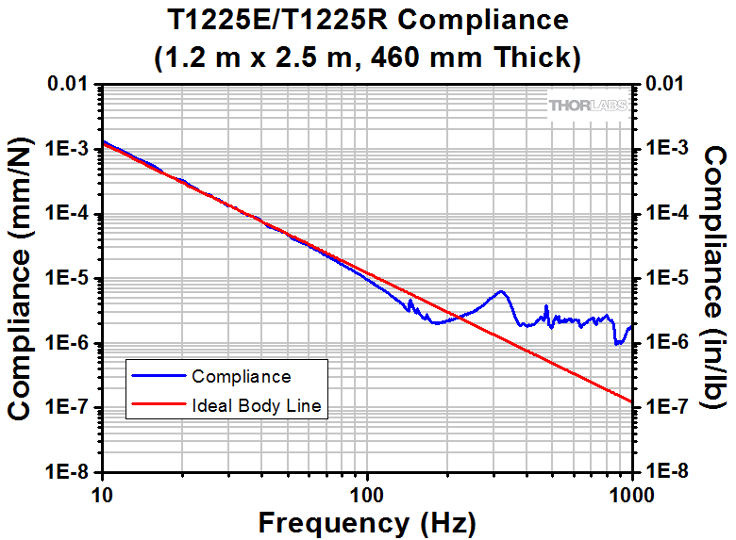 T1225E/T1225R Compliance
(1.2 m x 2.5 m, 460 mm Thick)
0.01
1E-3
1E-4
1E-5
1E-6
1E-7
1E-8
Compliance (mm/N)
THORLABS
Compliance
Ideal Body Line
0.01
1E-3
1E-4
1E-5
1E-6
1E-7
1E-8
Compliance (in/lb)
10
100
1000
Frequency (Hz)